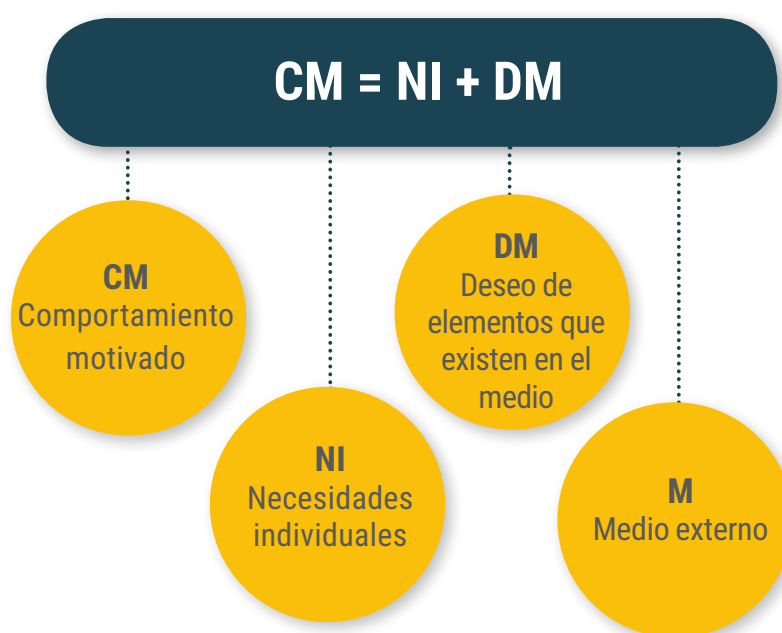 CM = NI + DM
CM
Comportamiento
motivado
NI
Necesidades
individuales
DM
Deseo de
elementos que
existen en el
medio
M
Medio externo